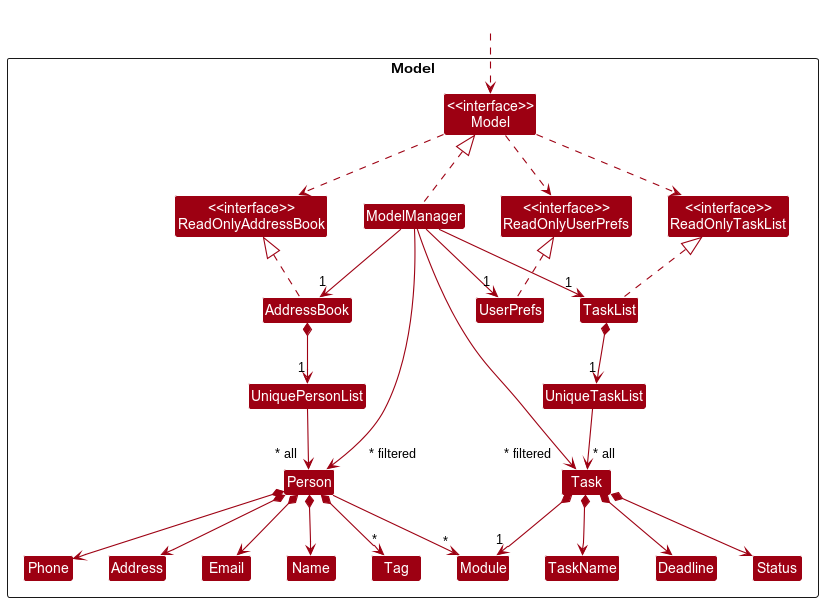 Model
<<interface>>
Model
<<interface>>
ReadOnlyAddressBook
ModelManager
<<interface>>
ReadOnlyUserPrefs
<<interface>>
ReadOnlyTaskList
1
1
1
AddressBook
UserPrefs
TaskList
1
1
UniquePersonList
UniqueTaskList
* all
* filtered
* filtered
* all
Person
Task
*
*
1
Phone
Address
Email
Name
Tag
Module
TaskName
Deadline
Status